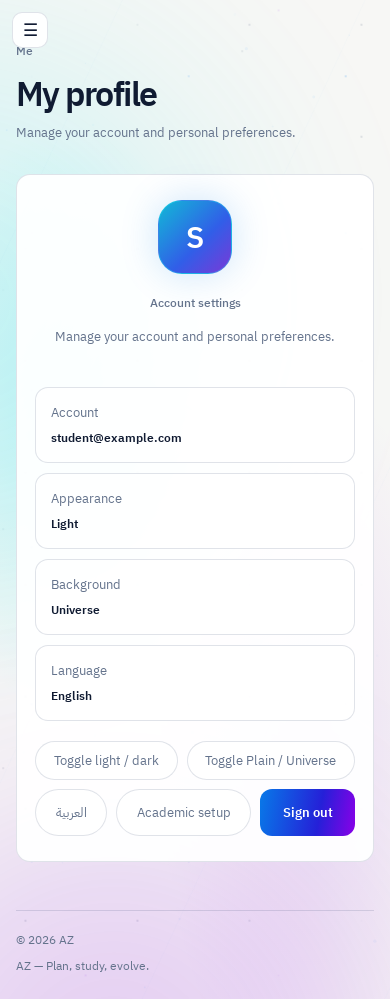 ☰
Me
My profile
Manage your account and personal preferences.
S
Account settings
Manage your account and personal preferences.
Account
student@example.com
Appearance
Light
Background
Universe
Language
English
Toggle light / dark
Toggle Plain / Universe
العربية
Academic setup
Sign out
© 2026 AZ
AZ — Plan, study, evolve.